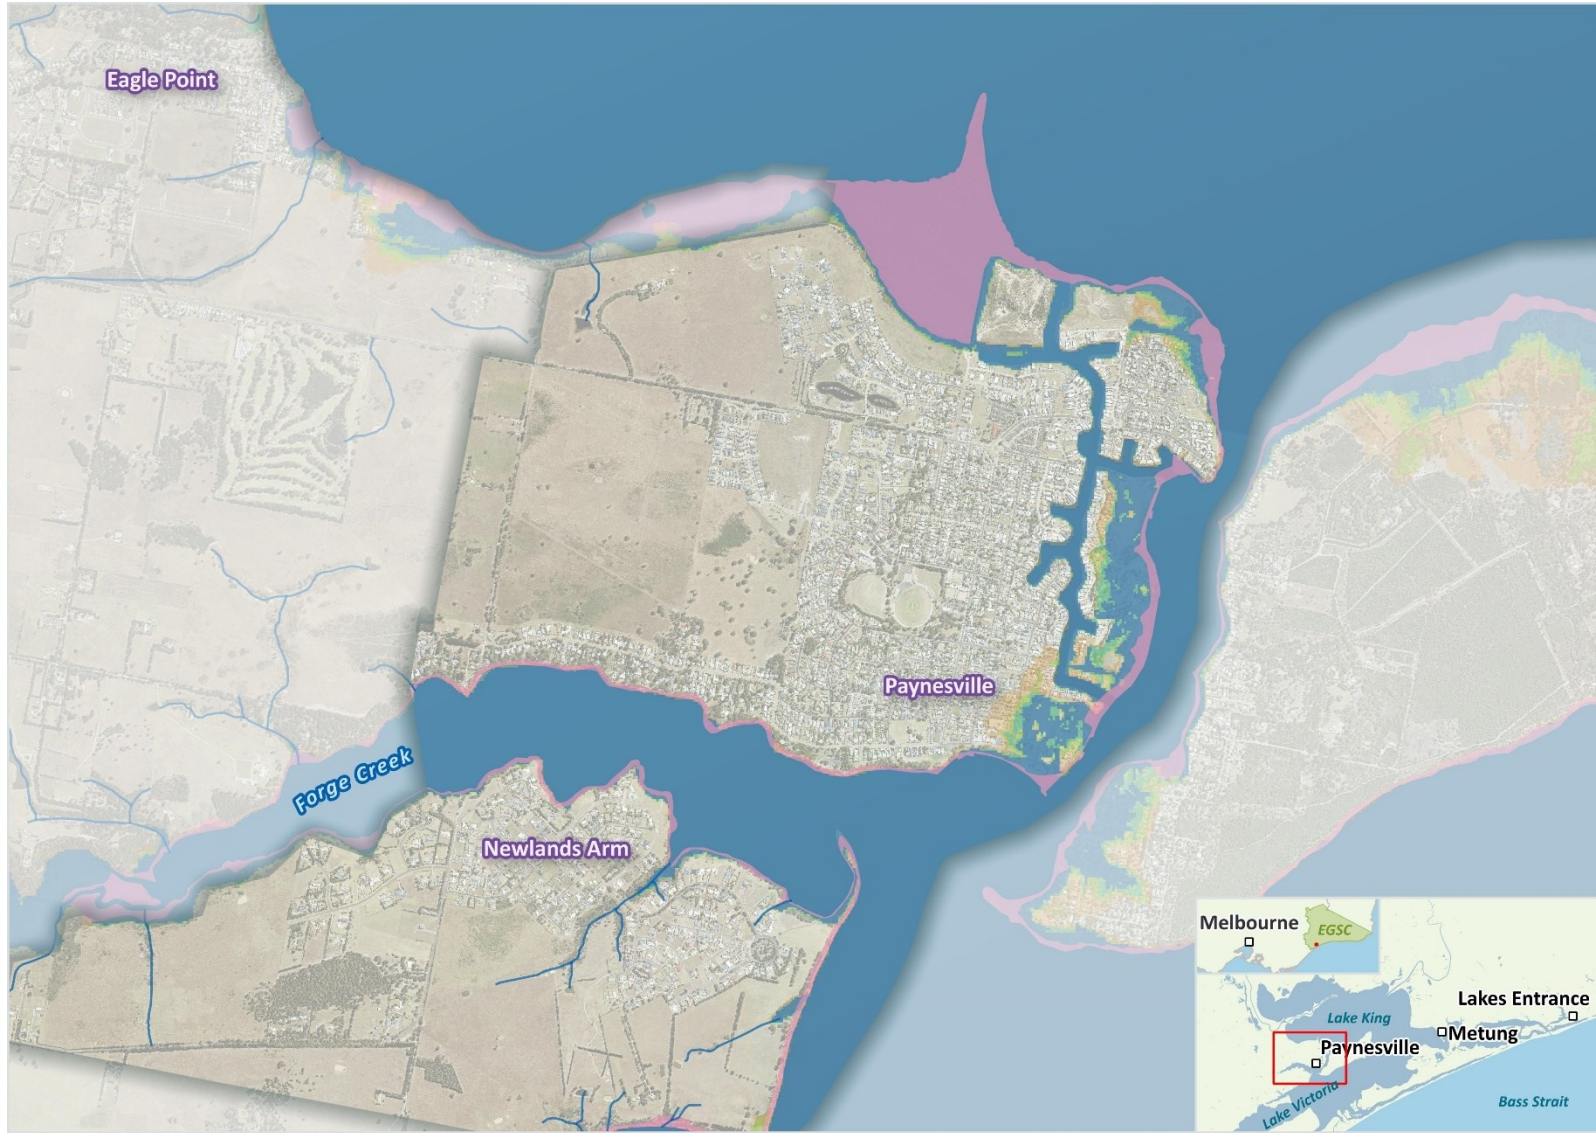 Eagle Point
Paynesville
Forge Creek
Newlands Arm
Melbourne
EGSC
Lakes Entrance
Lake King
Metung
Paynesville
Lake Victoria
Bass Strait